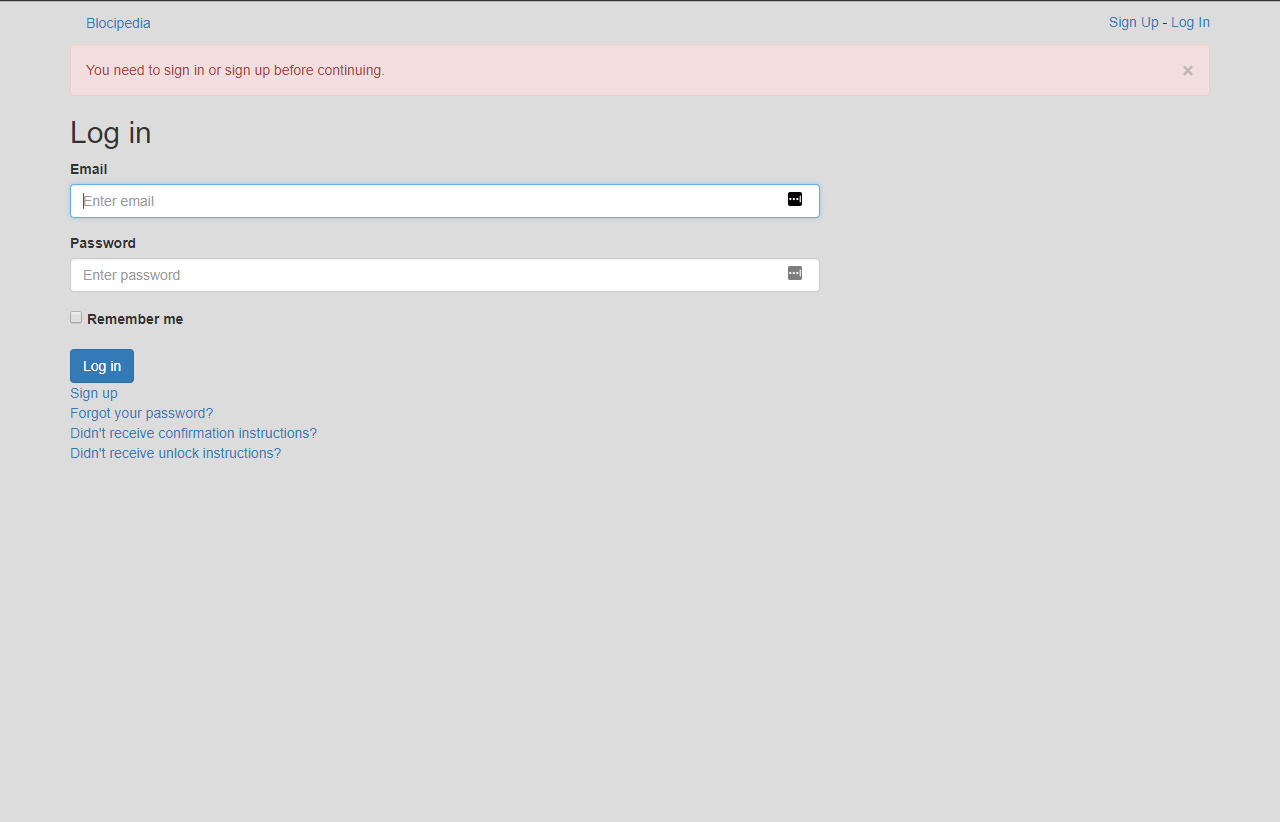 Blocipedia
Sign Up - Log In
You need to sign in or sign up before continuing.
×
Log in
Email
Enter email
Password
Enter password
Remember me
Log in
Sign up
Forgot your password?
Didn't receive confirmation instructions?
Didn't receive unlock instructions?